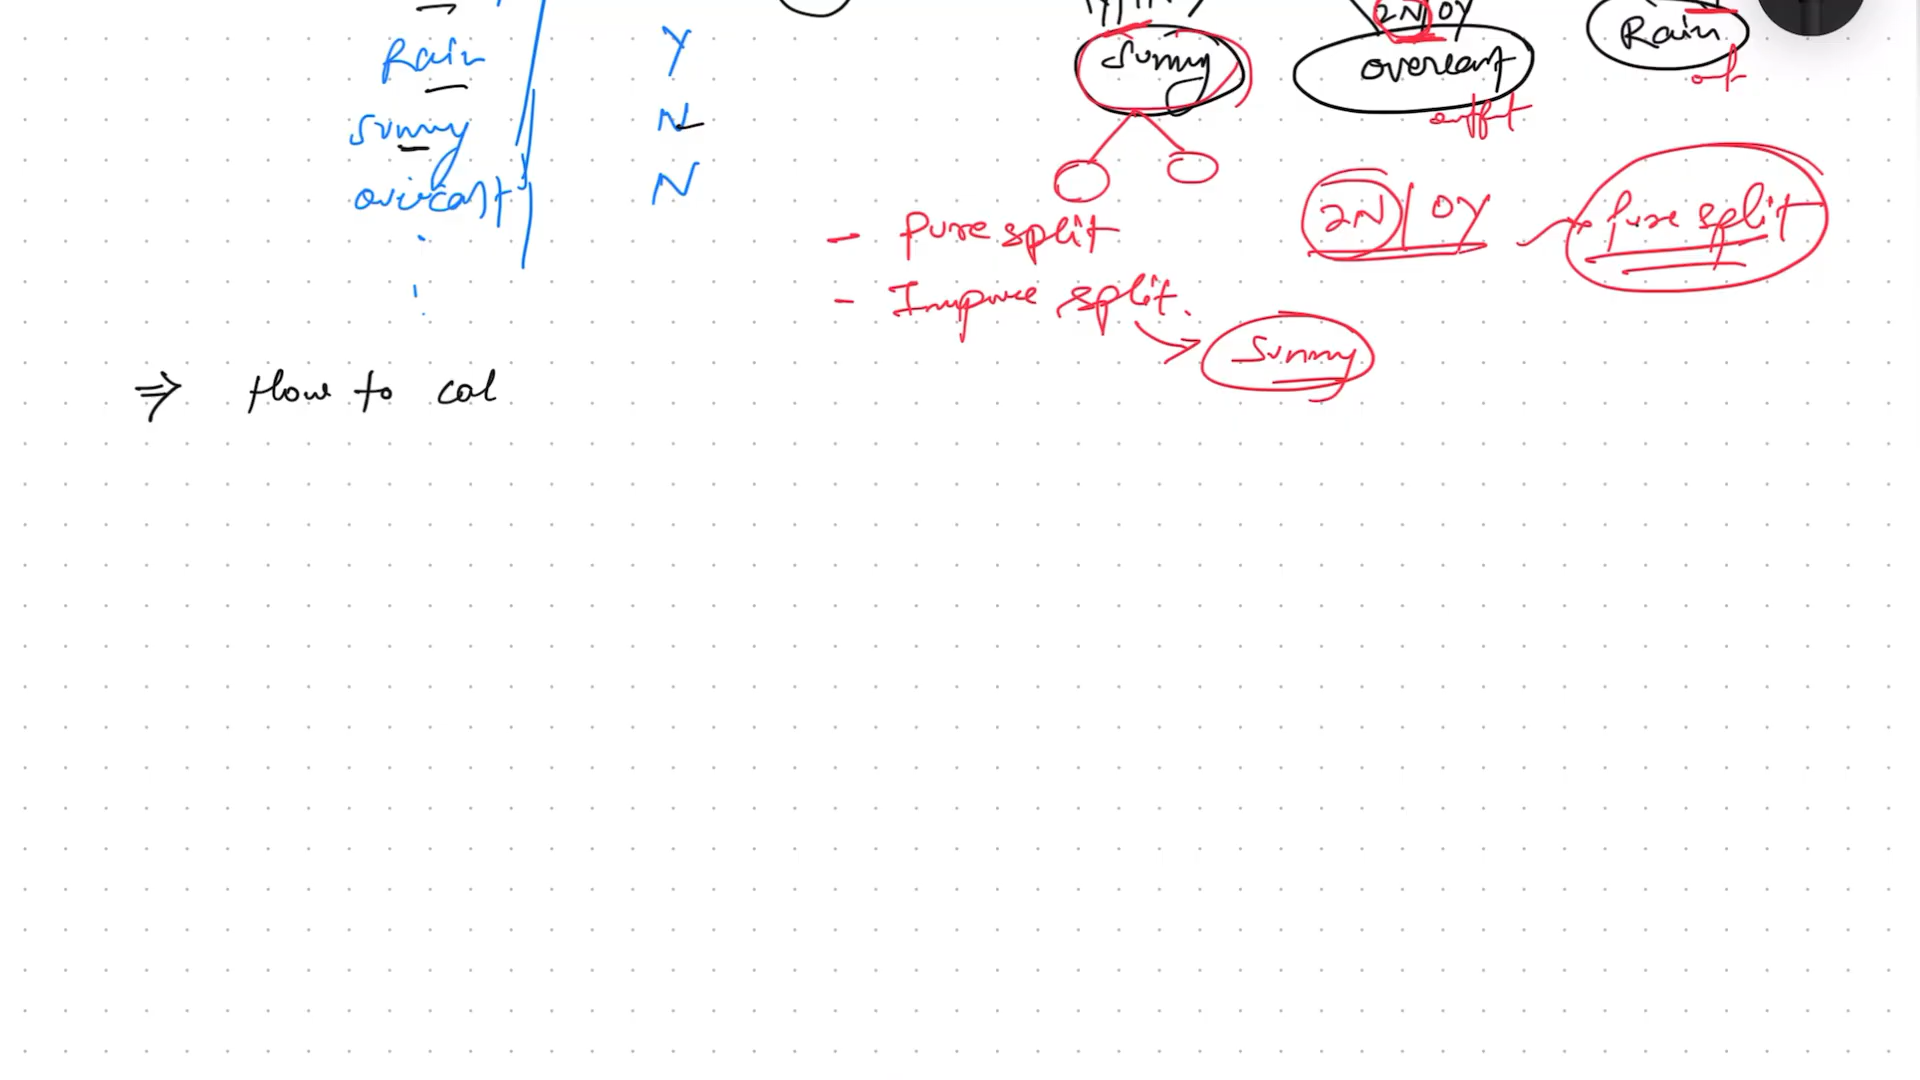 2N/ 0Y
Rain Y Sunny overcast Rain
Sunny N output
overcast N
- Pure split 2N/ 0Y Pure split
- Impure split.
Sunny
⇒ How to cal